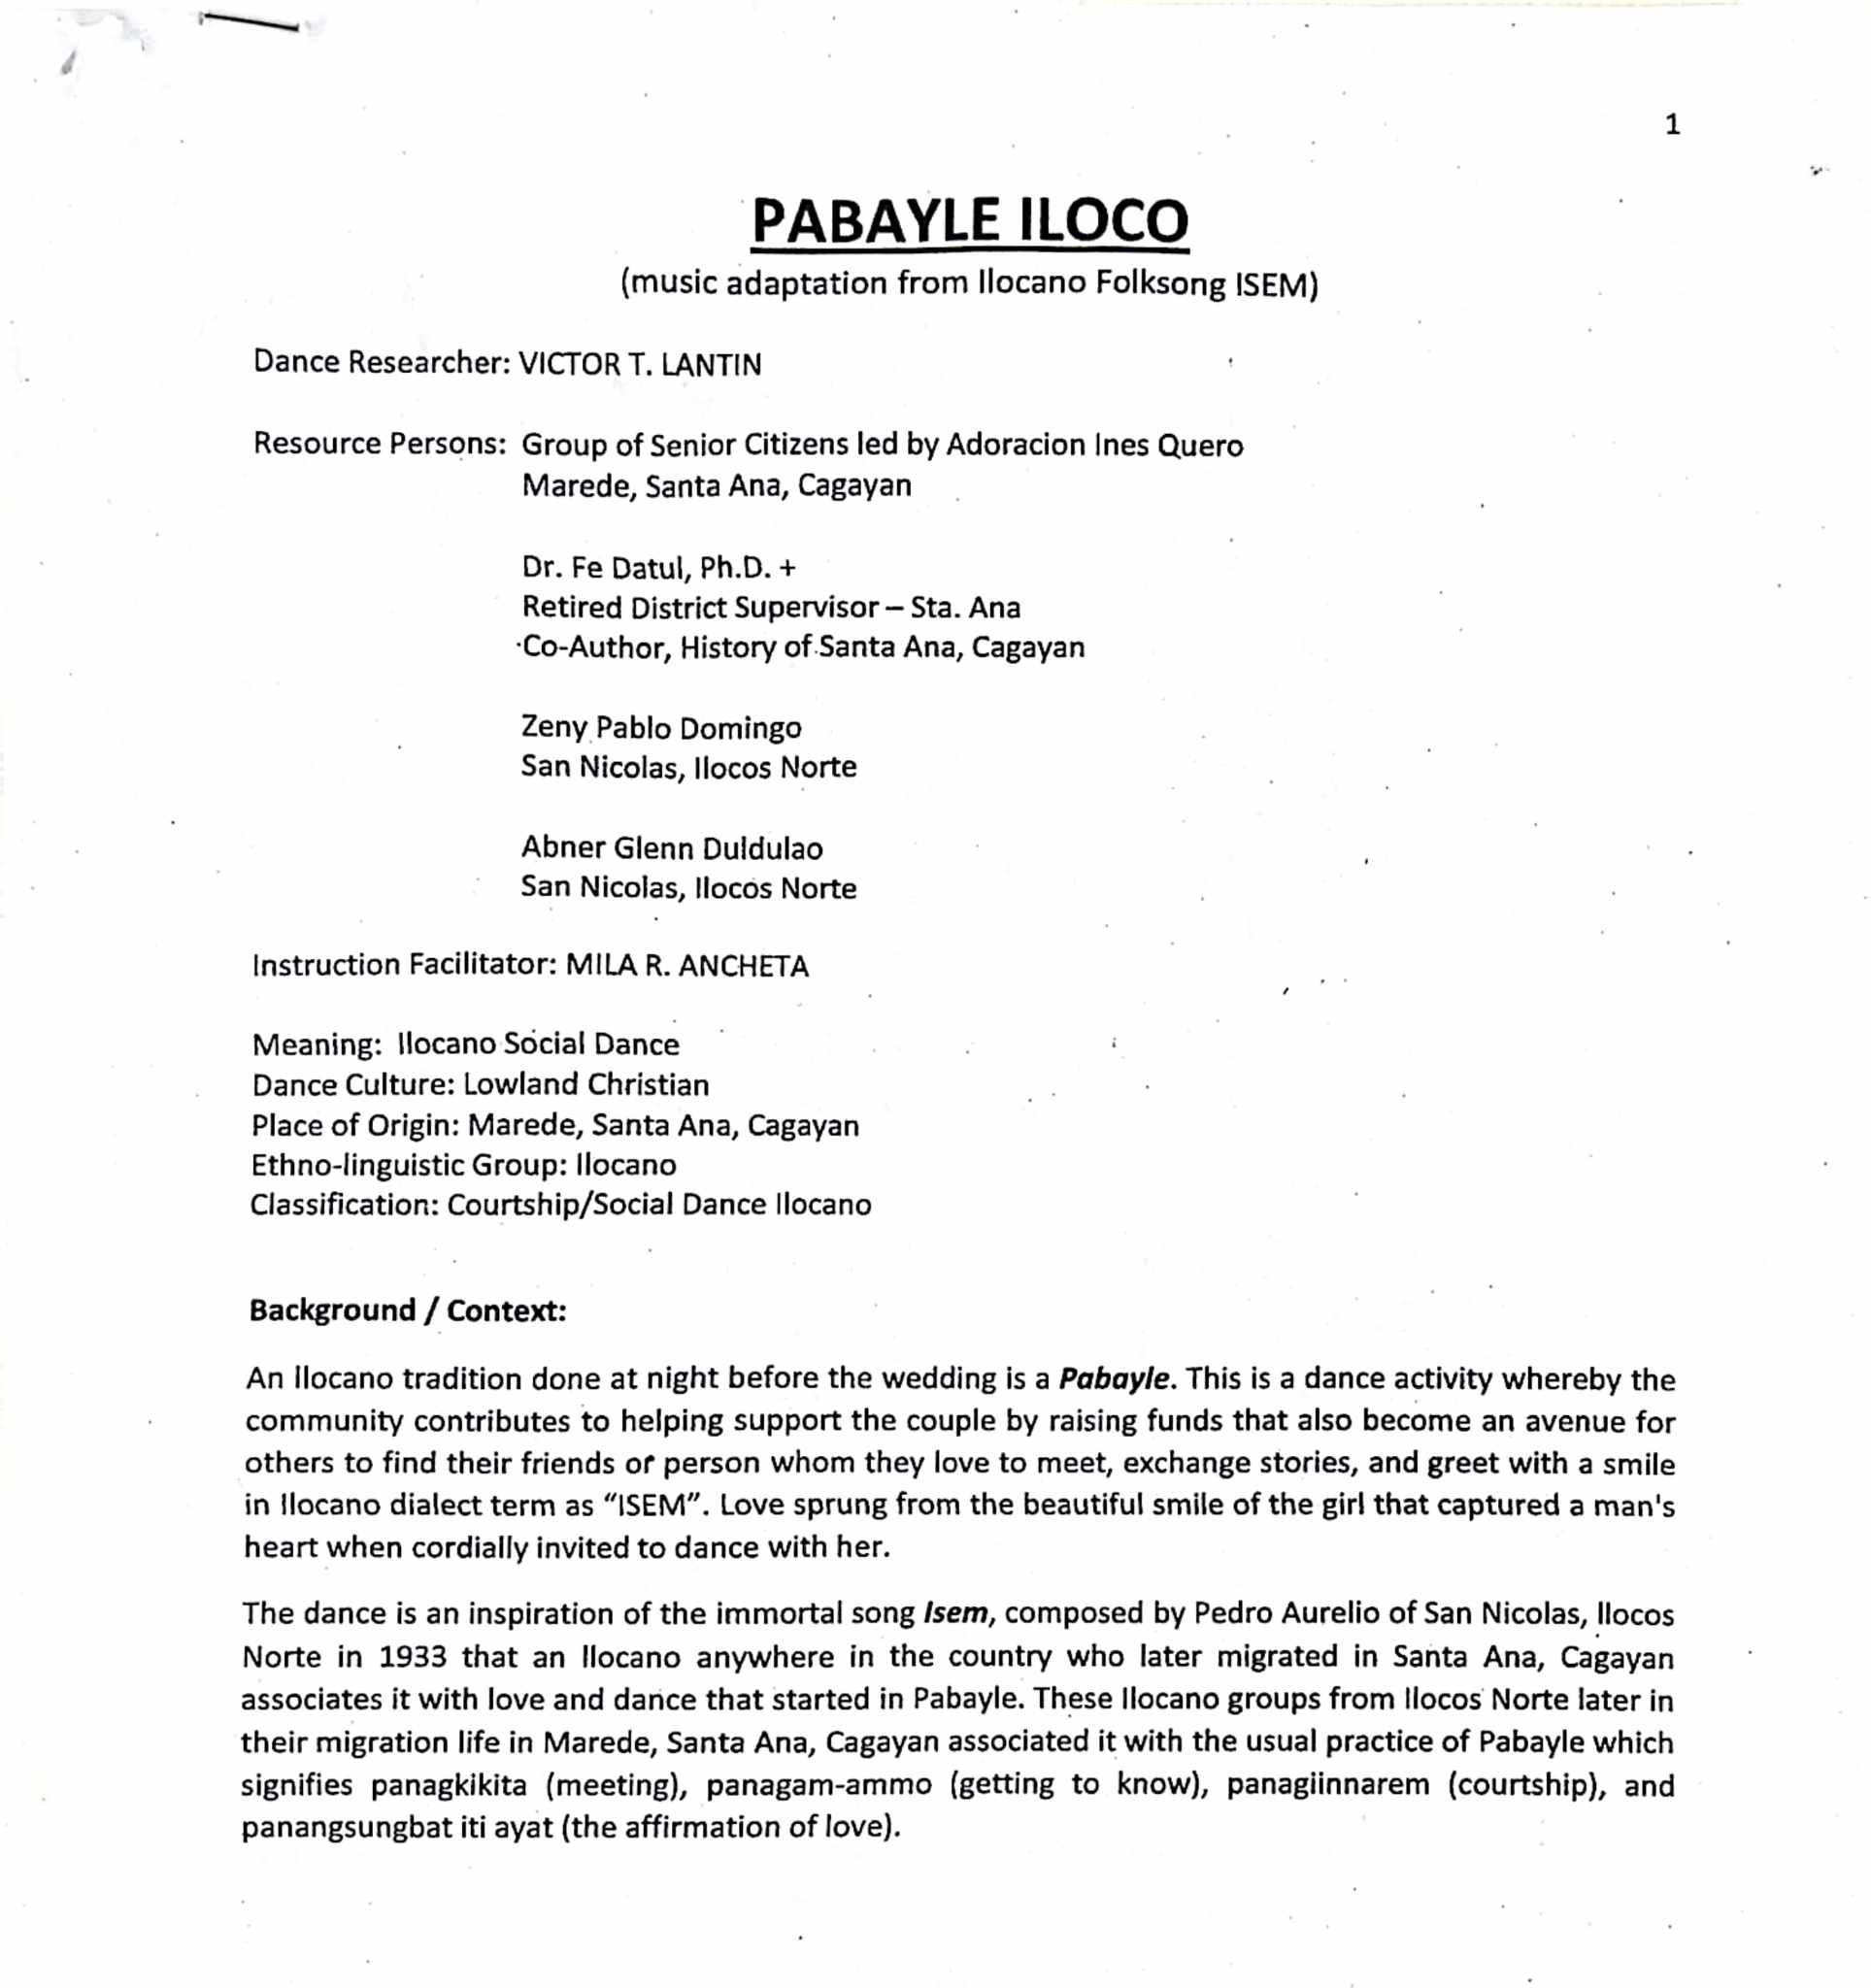 1
PABAYLE ILOCO
(music adaptation from Ilocano Folksong ISEM)
Dance Researcher: VICTOR T. LANTIN
Resource Persons: Group of Senior Citizens led by Adoracion Ines Quero
Marede, Santa Ana, Cagayan
Dr. Fe Datul, Ph.D. +
Retired District Supervisor – Sta. Ana
Co-Author, History of Santa Ana, Cagayan
Zeny Pablo Domingo
San Nicolas, Ilocos Norte
Abner Glenn Duldulao
San Nicolas, Ilocos Norte
Instruction Facilitator: MILA R. ANCHETA
Meaning: Ilocano Social Dance
Dance Culture: Lowland Christian
Place of Origin: Marede, Santa Ana, Cagayan
Ethno-linguistic Group: Ilocano
Classification: Courtship/Social Dance Ilocano
Background / Context:
An Ilocano tradition done at night before the wedding is a Pabayle. This is a dance activity whereby the
community contributes to helping support the couple by raising funds that also become an avenue for
others to find their friends or person whom they love to meet, exchange stories, and greet with a smile
in Ilocano dialect term as “ISEM”. Love sprung from the beautiful smile of the girl that captured a man's
heart when cordially invited to dance with her.
The dance is an inspiration of the immortal song Isem, composed by Pedro Aurelio of San Nicolas, Ilocos
Norte in 1933 that an Ilocano anywhere in the country who later migrated in Santa Ana, Cagayan
associates it with love and dance that started in Pabayle. These Ilocano groups from Ilocos Norte later in
their migration life in Marede, Santa Ana, Cagayan associated it with the usual practice of Pabayle which
signifies panagkikita (meeting), panagam-ammo (getting to know), panagiinnarem (courtship), and
panangsungbat iti ayat (the affirmation of love).